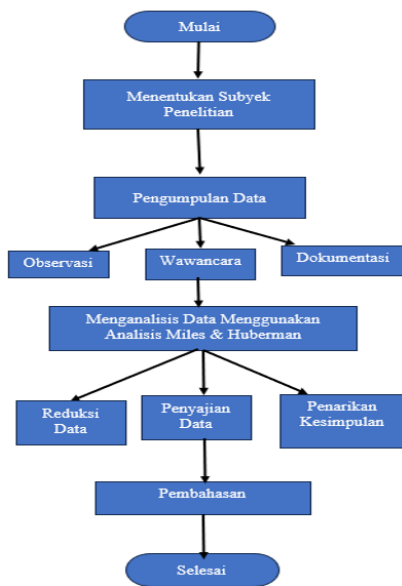 Mulai
Menentukan Subyek
Penelitian
Pengumpulan Data
Observasi
Wawancara
Dokumentasi
Menganalisis Data Menggunakan
Analisis Miles & Huberman
Reduksi
Data
Penyajian
Data
Penarikan
Kesimpulan
Pembahasan
Selesai